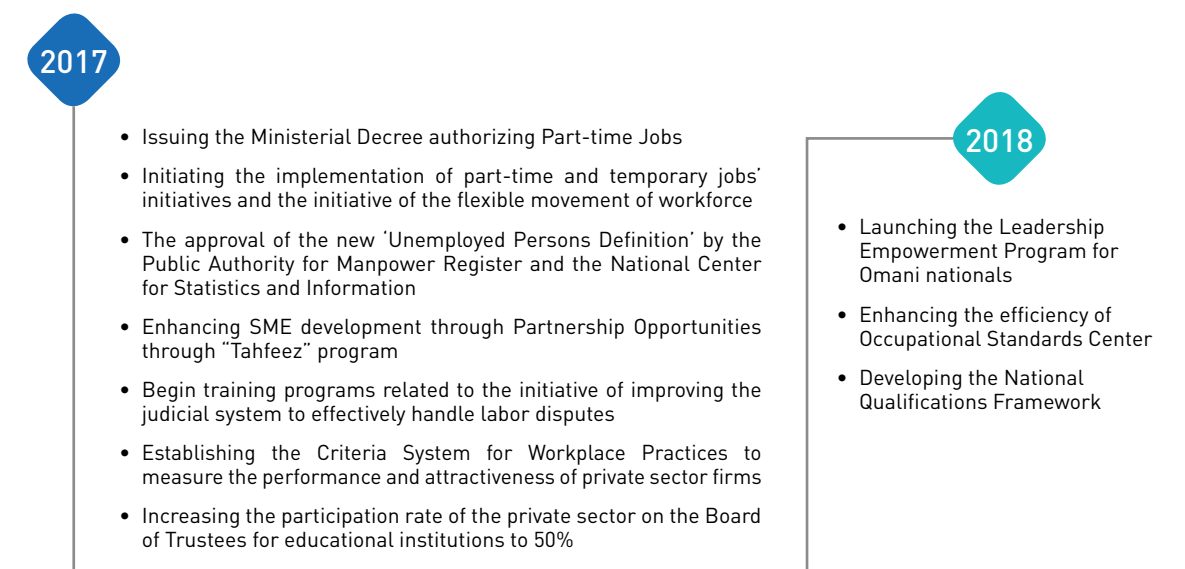 2017
• Issuing the Ministerial Decree authorizing Part-time Jobs
• Initiating the implementation of part-time and temporary jobs’
initiatives and the initiative of the flexible movement of workforce
• The approval of the new ‘Unemployed Persons Definition’ by the
Public Authority for Manpower Register and the National Center
for Statistics and Information
• Enhancing SME development through Partnership Opportunities
through “Tahfeez” program
• Begin training programs related to the initiative of improving the
judicial system to effectively handle labor disputes
• Establishing the Criteria System for Workplace Practices to
measure the performance and attractiveness of private sector firms
• Increasing the participation rate of the private sector on the Board
of Trustees for educational institutions to 50%
2018
• Launching the Leadership
Empowerment Program for
Omani nationals
• Enhancing the efficiency of
Occupational Standards Center
• Developing the National
Qualifications Framework